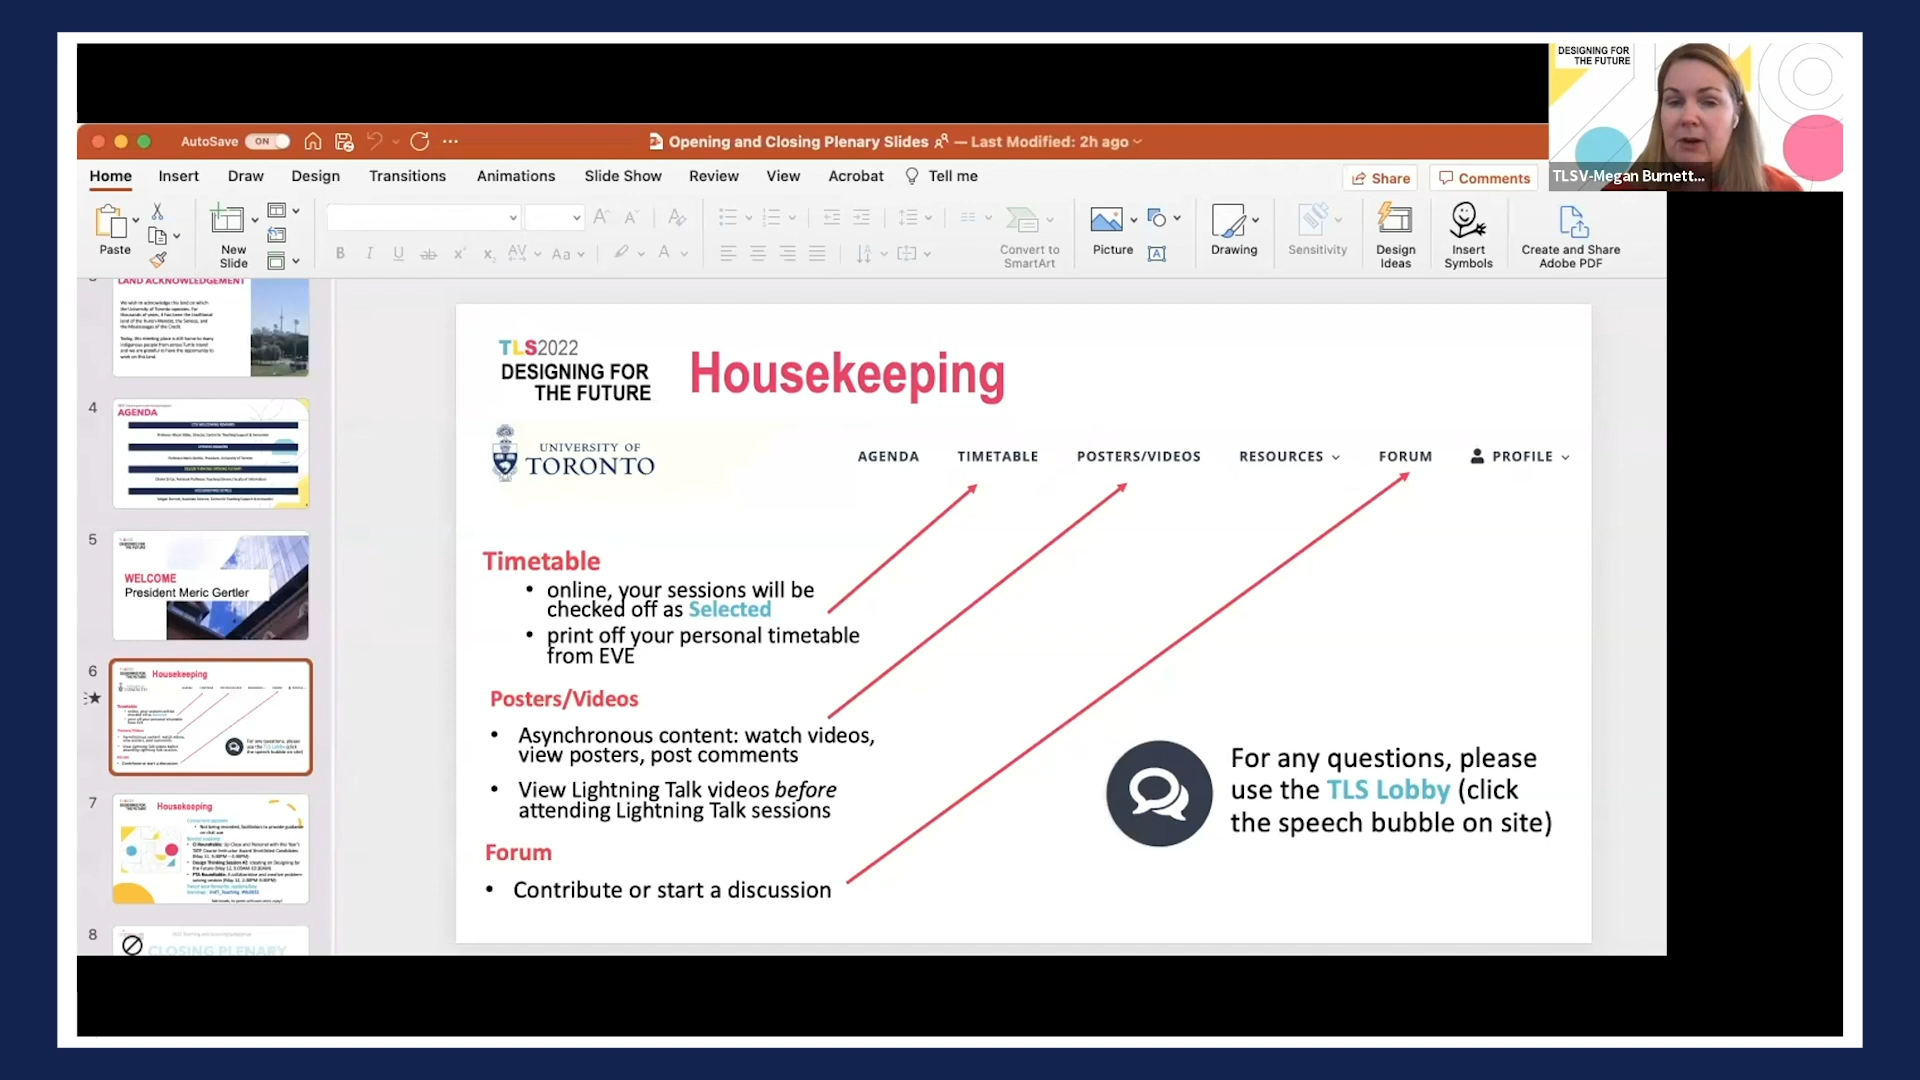 DESIGNING FOR
THE FUTURE
TLSV-Megan Burnett...
AutoSave ON
Opening and Closing Plenary Slides — Last Modified: 2h ago
Home Insert Draw Design Transitions Animations Slide Show Review View Acrobat Tell me
Share Comments
Paste
New
Slide
Convert to
SmartArt
Picture
Drawing
Sensitivity
Design
Ideas
Insert
Symbols
Create and Share
Adobe PDF
LAND ACKNOWLEDGEMENT
4
AGENDA
5
WELCOME
President Meric Gertler
6
Housekeeping
7
Housekeeping
8
CLOSING PLENARY
TLS2022
DESIGNING FOR
THE FUTURE
Housekeeping
UNIVERSITY OF
TORONTO
AGENDA TIMETABLE POSTERS/VIDEOS RESOURCES FORUM PROFILE
Timetable
• online, your sessions will be
checked off as Selected
• print off your personal timetable
from EVE
Posters/Videos
• Asynchronous content: watch videos,
view posters, post comments
• View Lightning Talk videos before
attending Lightning Talk sessions
Forum
• Contribute or start a discussion
For any questions, please
use the TLS Lobby (click
the speech bubble on site)